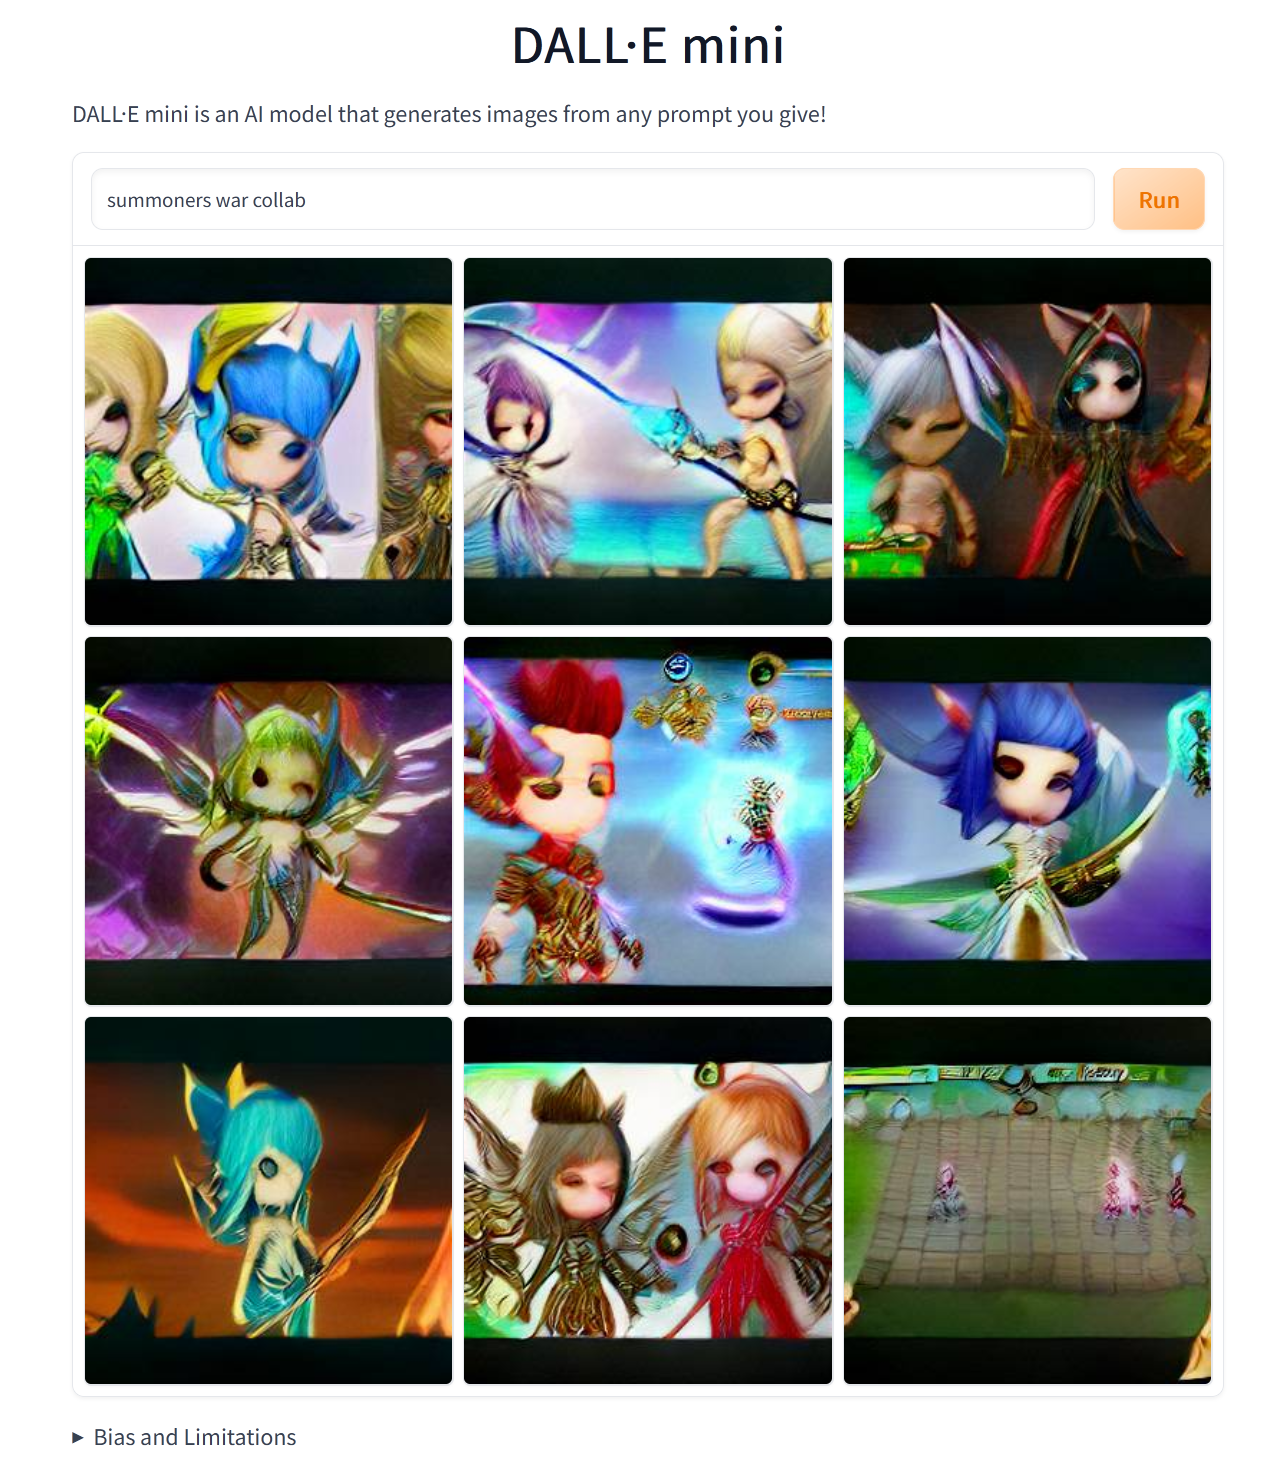 DALL·E mini
DALL·E mini is an AI model that generates images from any prompt you give!
summoners war collab
Run
Bias and Limitations